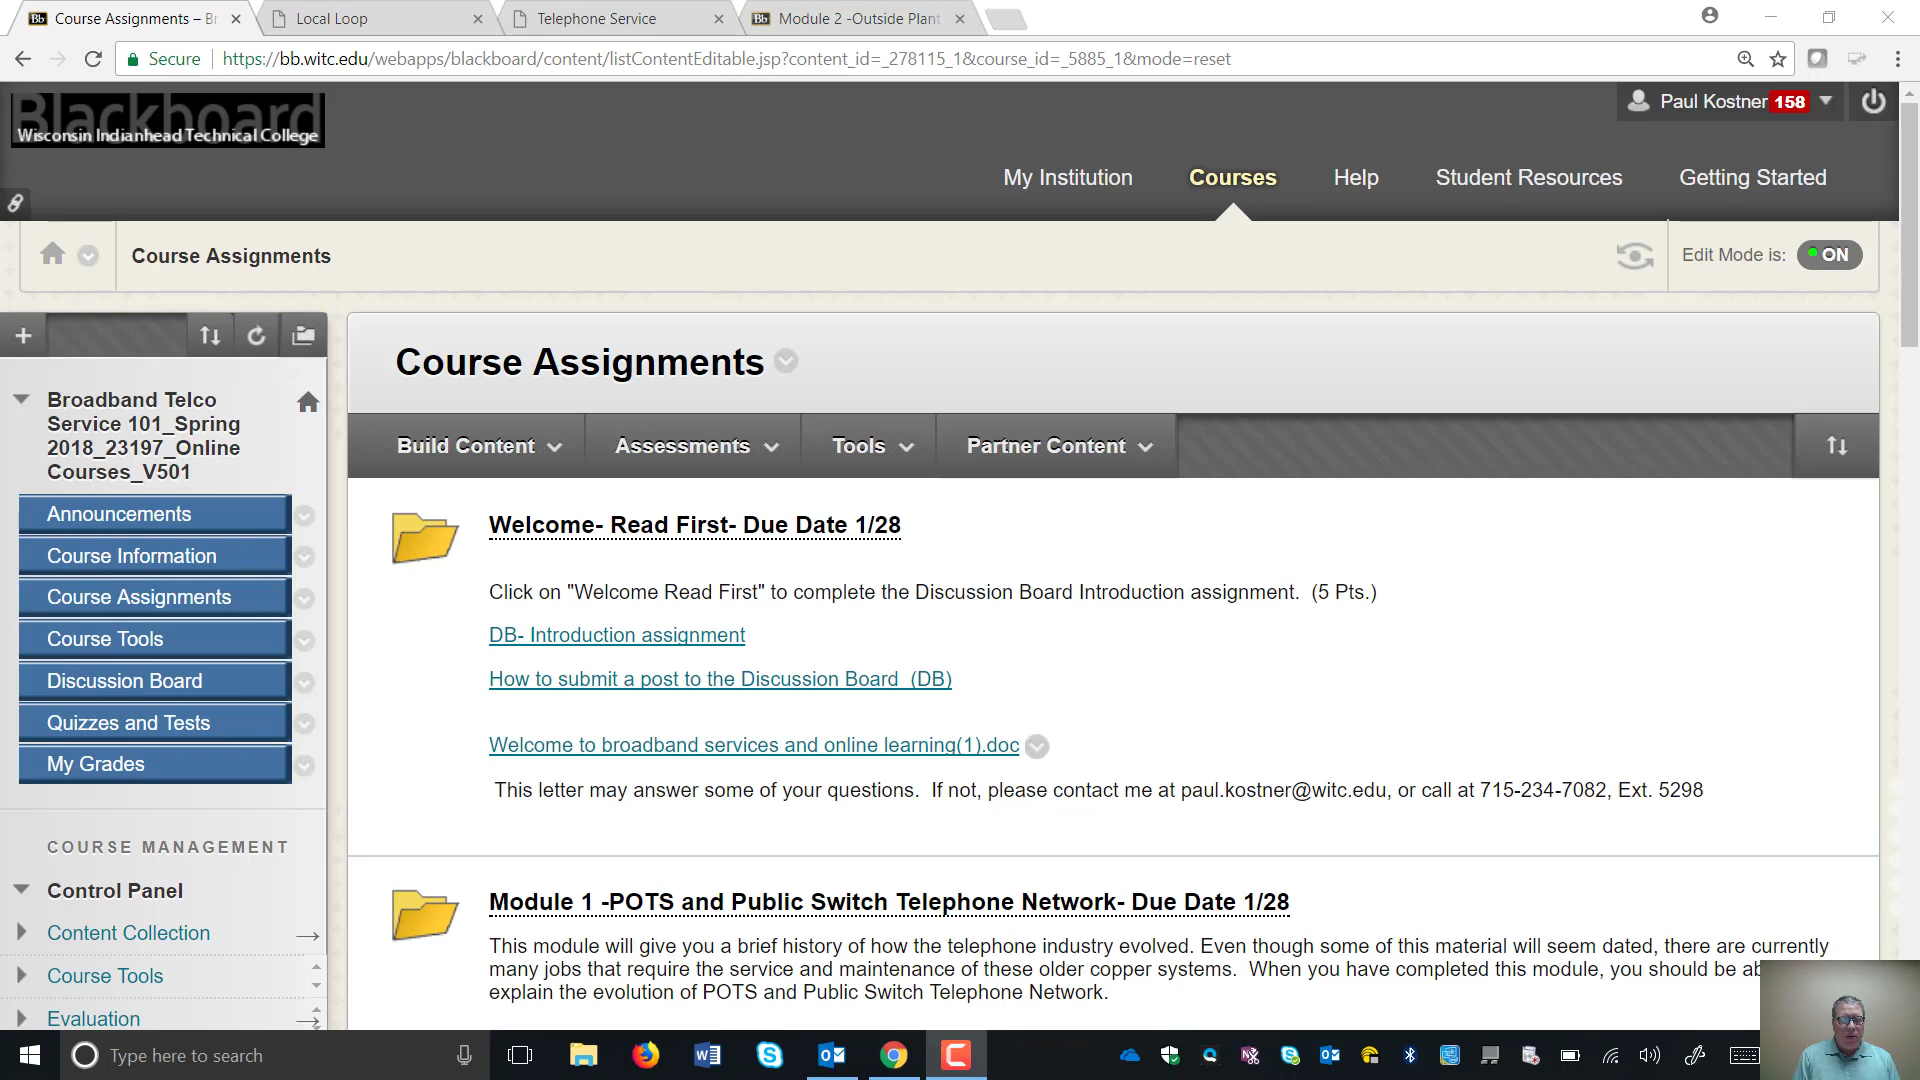 Course Assignments – Br
Local Loop
Telephone Service
Module 2 -Outside Plant
Secure
https://bb.witc.edu/webapps/blackboard/content/listContentEditable.jsp?content_id=_278115_1&course_id=_5885_1&mode=reset
Blackboard
Wisconsin Indianhead Technical College
Paul Kostner 158
My Institution
Courses
Help
Student Resources
Getting Started
Course Assignments
Edit Mode is: ON
Broadband Telco
Service 101_Spring
2018_23197_Online
Courses_V501
Announcements
Course Information
Course Assignments
Course Tools
Discussion Board
Quizzes and Tests
My Grades
COURSE MANAGEMENT
Control Panel
Content Collection
Course Tools
Evaluation
Course Assignments
Build Content
Assessments
Tools
Partner Content
Welcome- Read First- Due Date 1/28
Click on "Welcome Read First" to complete the Discussion Board Introduction assignment.  (5 Pts.)
DB- Introduction assignment
How to submit a post to the Discussion Board  (DB)
Welcome to broadband services and online learning(1).doc
This letter may answer some of your questions.  If not, please contact me at paul.kostner@witc.edu, or call at 715-234-7082, Ext. 5298
Module 1 -POTS and Public Switch Telephone Network- Due Date 1/28
This module will give you a brief history of how the telephone industry evolved. Even though some of this material will seem dated, there are currently
many jobs that require the service and maintenance of these older copper systems.  When you have completed this module, you should be ab
explain the evolution of POTS and Public Switch Telephone Network.
Type here to search